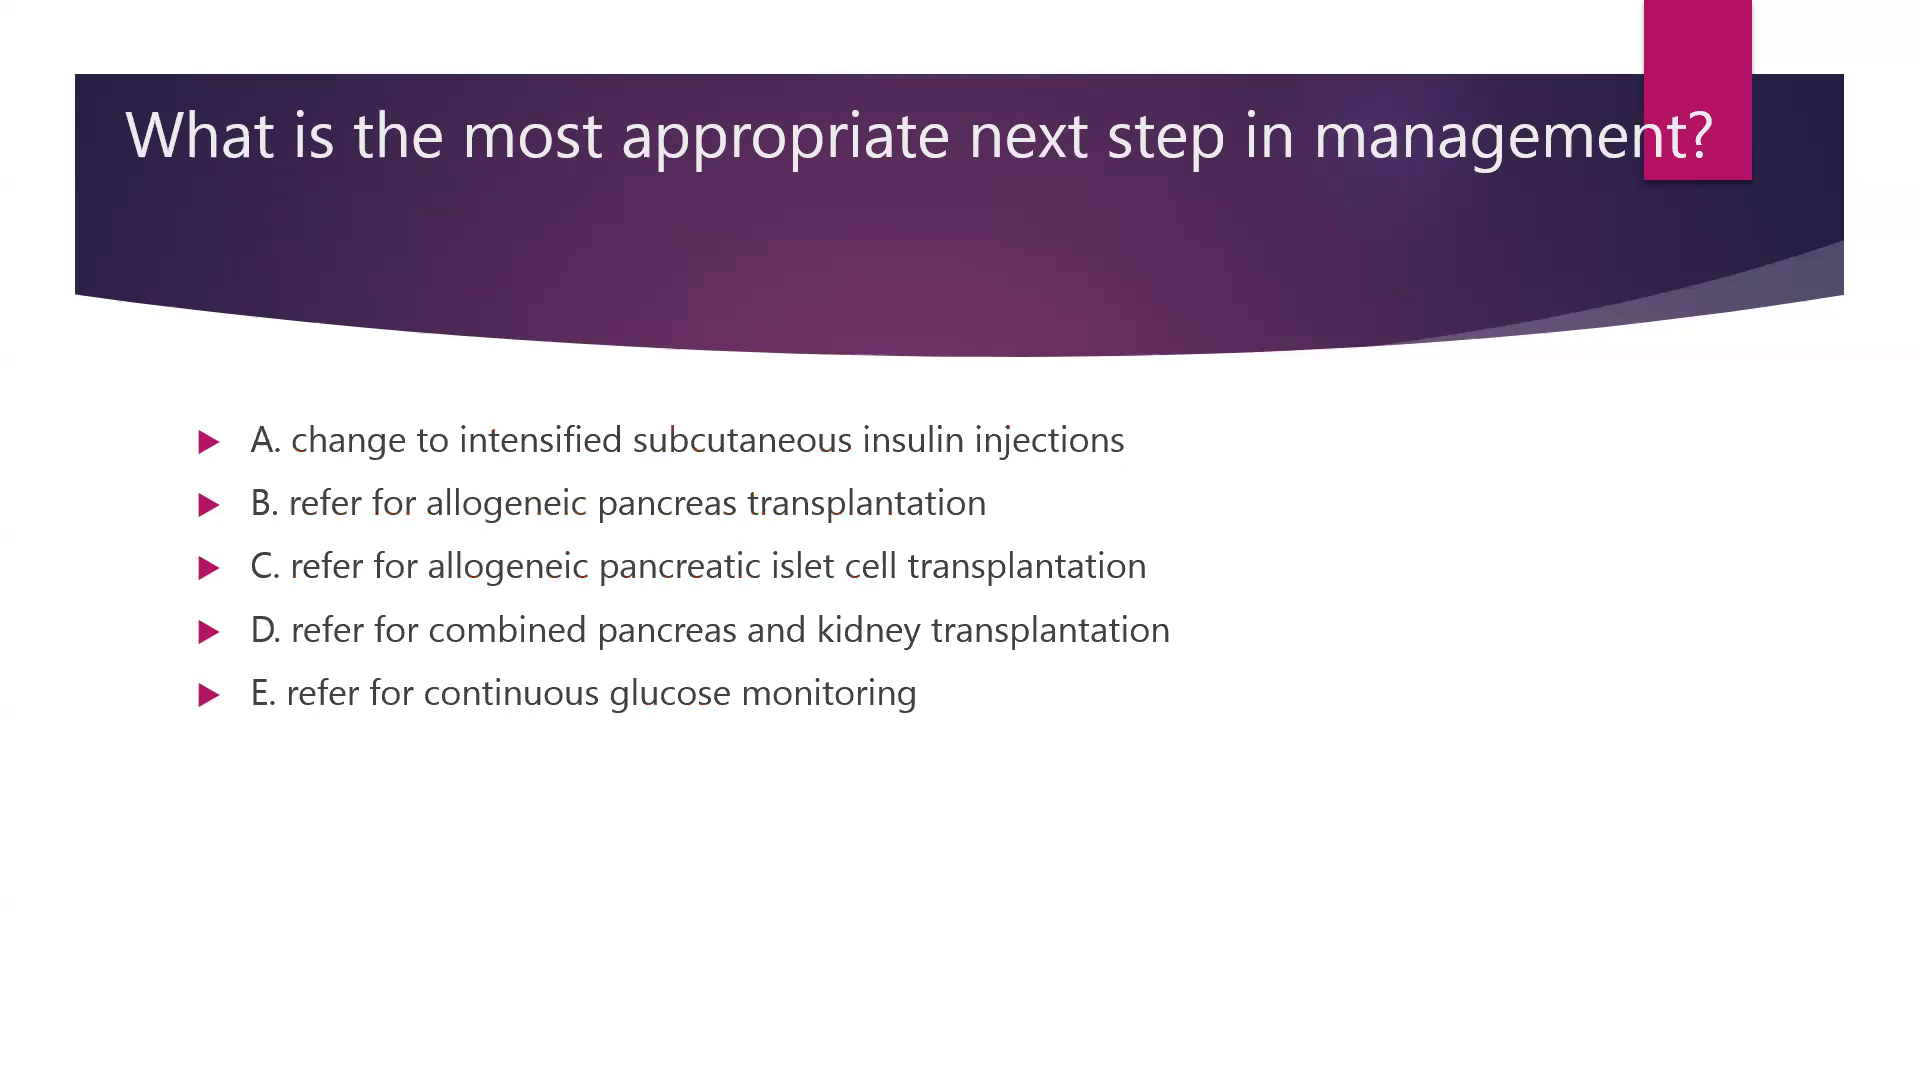 What is the most appropriate next step in management?
A. change to intensified subcutaneous insulin injections
B. refer for allogeneic pancreas transplantation
C. refer for allogeneic pancreatic islet cell transplantation
D. refer for combined pancreas and kidney transplantation
E. refer for continuous glucose monitoring